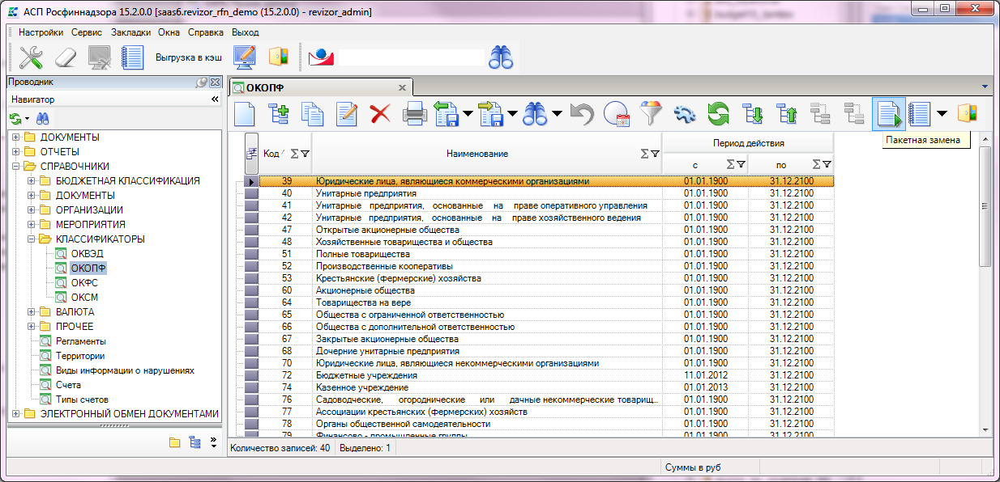 АСП Росфиннадзора 15.2.0.0 [saas6.revizor_rfn_demo (15.2.0.0) - revizor_admin]
Настройки Сервис Закладки Окна Справка Выход
Выгрузка в кэш
Проводник
Навигатор
ДОКУМЕНТЫ
ОТЧЕТЫ
СПРАВОЧНИКИ
БЮДЖЕТНАЯ КЛАССИФИКАЦИЯ
ДОКУМЕНТЫ
ОРГАНИЗАЦИИ
МЕРОПРИЯТИЯ
КЛАССИФИКАТОРЫ
ОКВЭД
ОКОПФ
ОКФС
ОКСМ
ВАЛЮТА
ПРОЧЕЕ
Регламенты
Территории
Виды информации о нарушениях
Счета
Типы счетов
ЭЛЕКТРОННЫЙ ОБМЕН ДОКУМЕНТАМИ
ОКОПФ
Пакетная замена
Код Наименование Период действия
с по
39 Юридические лица, являющиеся коммерческими организациями 01.01.1900 31.12.2100
40 Унитарные предприятия 01.01.1900 31.12.2100
41 Унитарные предприятия, основанные на праве оперативного управления 01.01.1900 31.12.2100
42 Унитарные предприятия, основанные на праве хозяйственного ведения 01.01.1900 31.12.2100
47 Открытые акционерные общества 01.01.1900 31.12.2100
48 Хозяйственные товарищества и общества 01.01.1900 31.12.2100
51 Полные товарищества 01.01.1900 31.12.2100
52 Производственные кооперативы 01.01.1900 31.12.2100
53 Крестьянские (фермерские) хозяйства 01.01.1900 31.12.2100
60 Акционерные общества 01.01.1900 31.12.2100
64 Товарищества на вере 01.01.1900 31.12.2100
65 Общества с ограниченной ответственностью 01.01.1900 31.12.2100
66 Общества с дополнительной ответственностью 01.01.1900 31.12.2100
67 Закрытые акционерные общества 01.01.1900 31.12.2100
68 Дочерние унитарные предприятия 01.01.1900 31.12.2100
70 Юридические лица, являющиеся некоммерческими организациями 01.01.1900 31.12.2100
72 Бюджетные учреждения 11.01.2012 31.12.2100
74 Казенное учреждение 01.01.2013 31.12.2100
76 Садоводческие, огороднические или дачные некоммерческие товарищ... 01.01.1900 31.12.2100
77 Ассоциации крестьянских (фермерских) хозяйств 01.01.1900 31.12.2100
78 Органы общественной самодеятельности 01.01.1900 31.12.2100
79 Финансово - промышленные группы 01.01.1900 31.12.2100
Количество записей: 40 Выделено: 1
Суммы в руб